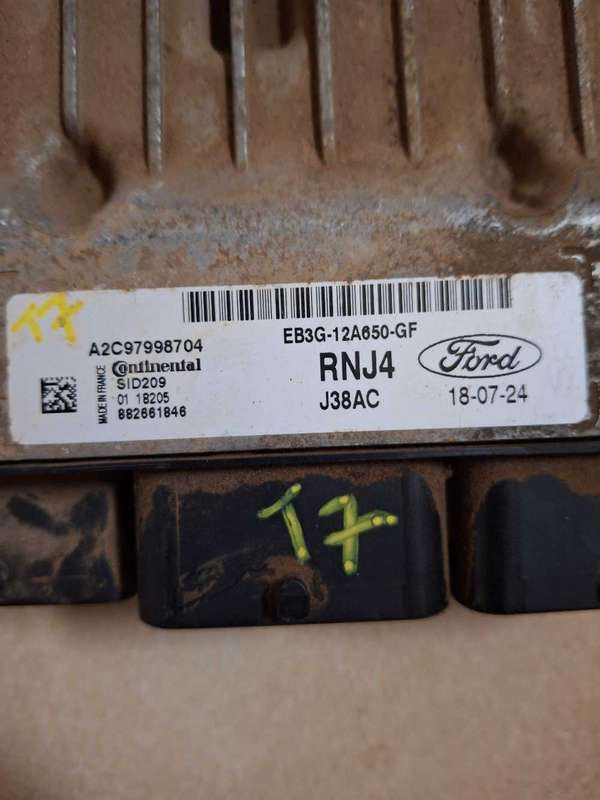 17
A2C97998704
MADE IN FRANCE
Continental
SID209
01 18205
882661846
EB3G-12A650-GF
RNJ4
J38AC
Ford
18-07-24
17